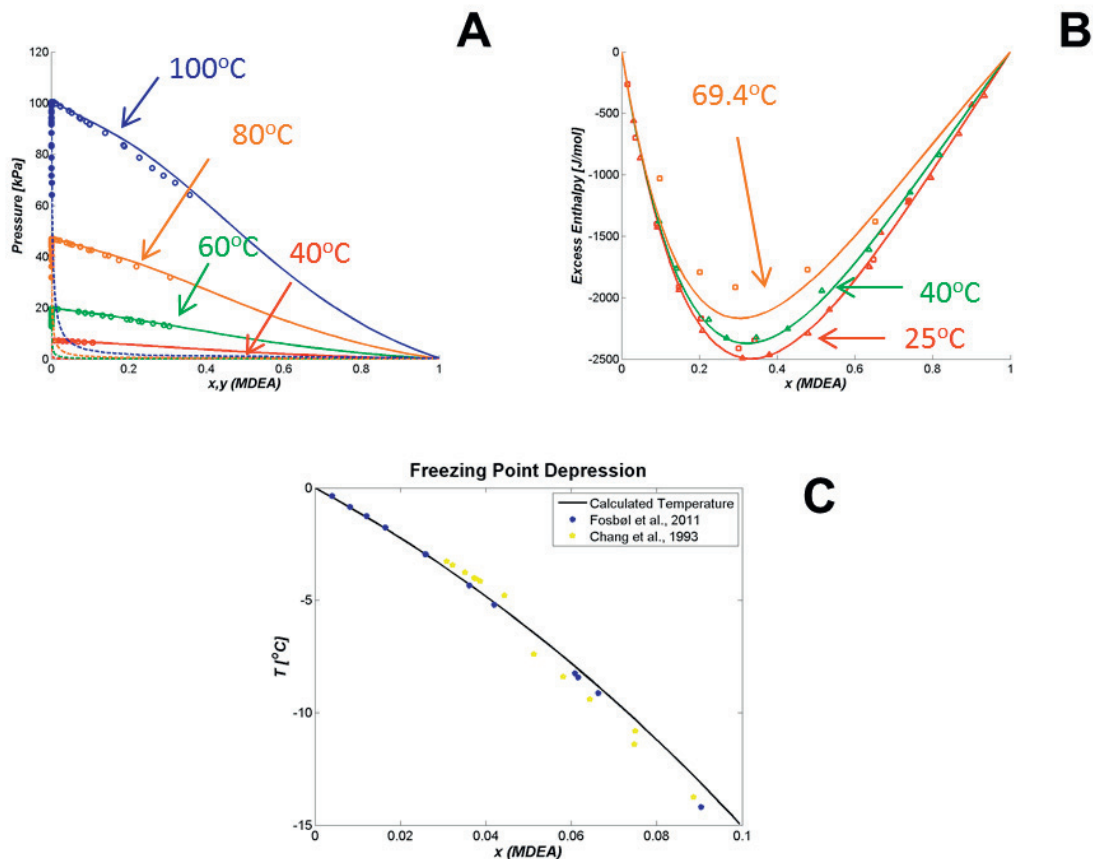 A
120
100
80
60
40
20
0
Pressure [kPa]
100°C
80°C
60°C
40°C
0
0.2
0.4
0.6
0.8
1
x,y (MDEA)
B
0
-500
-1000
-1500
-2000
-2500
Excess Enthalpy [J/mol]
69.4°C
40°C
25°C
0
0.2
0.4
0.6
0.8
1
x (MDEA)
C
Freezing Point Depression
Calculated Temperature
Fosbøl et al., 2011
Chang et al., 1993
0
-5
-10
-15
T [°C]
0
0.02
0.04
0.06
0.08
0.1
x (MDEA)